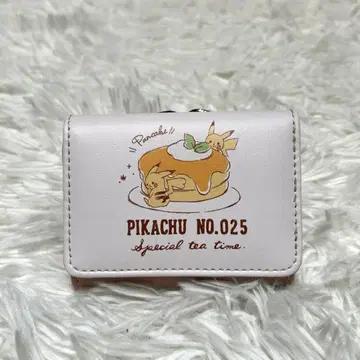 Pancake
PIKACHU NO.025
Special tea time.